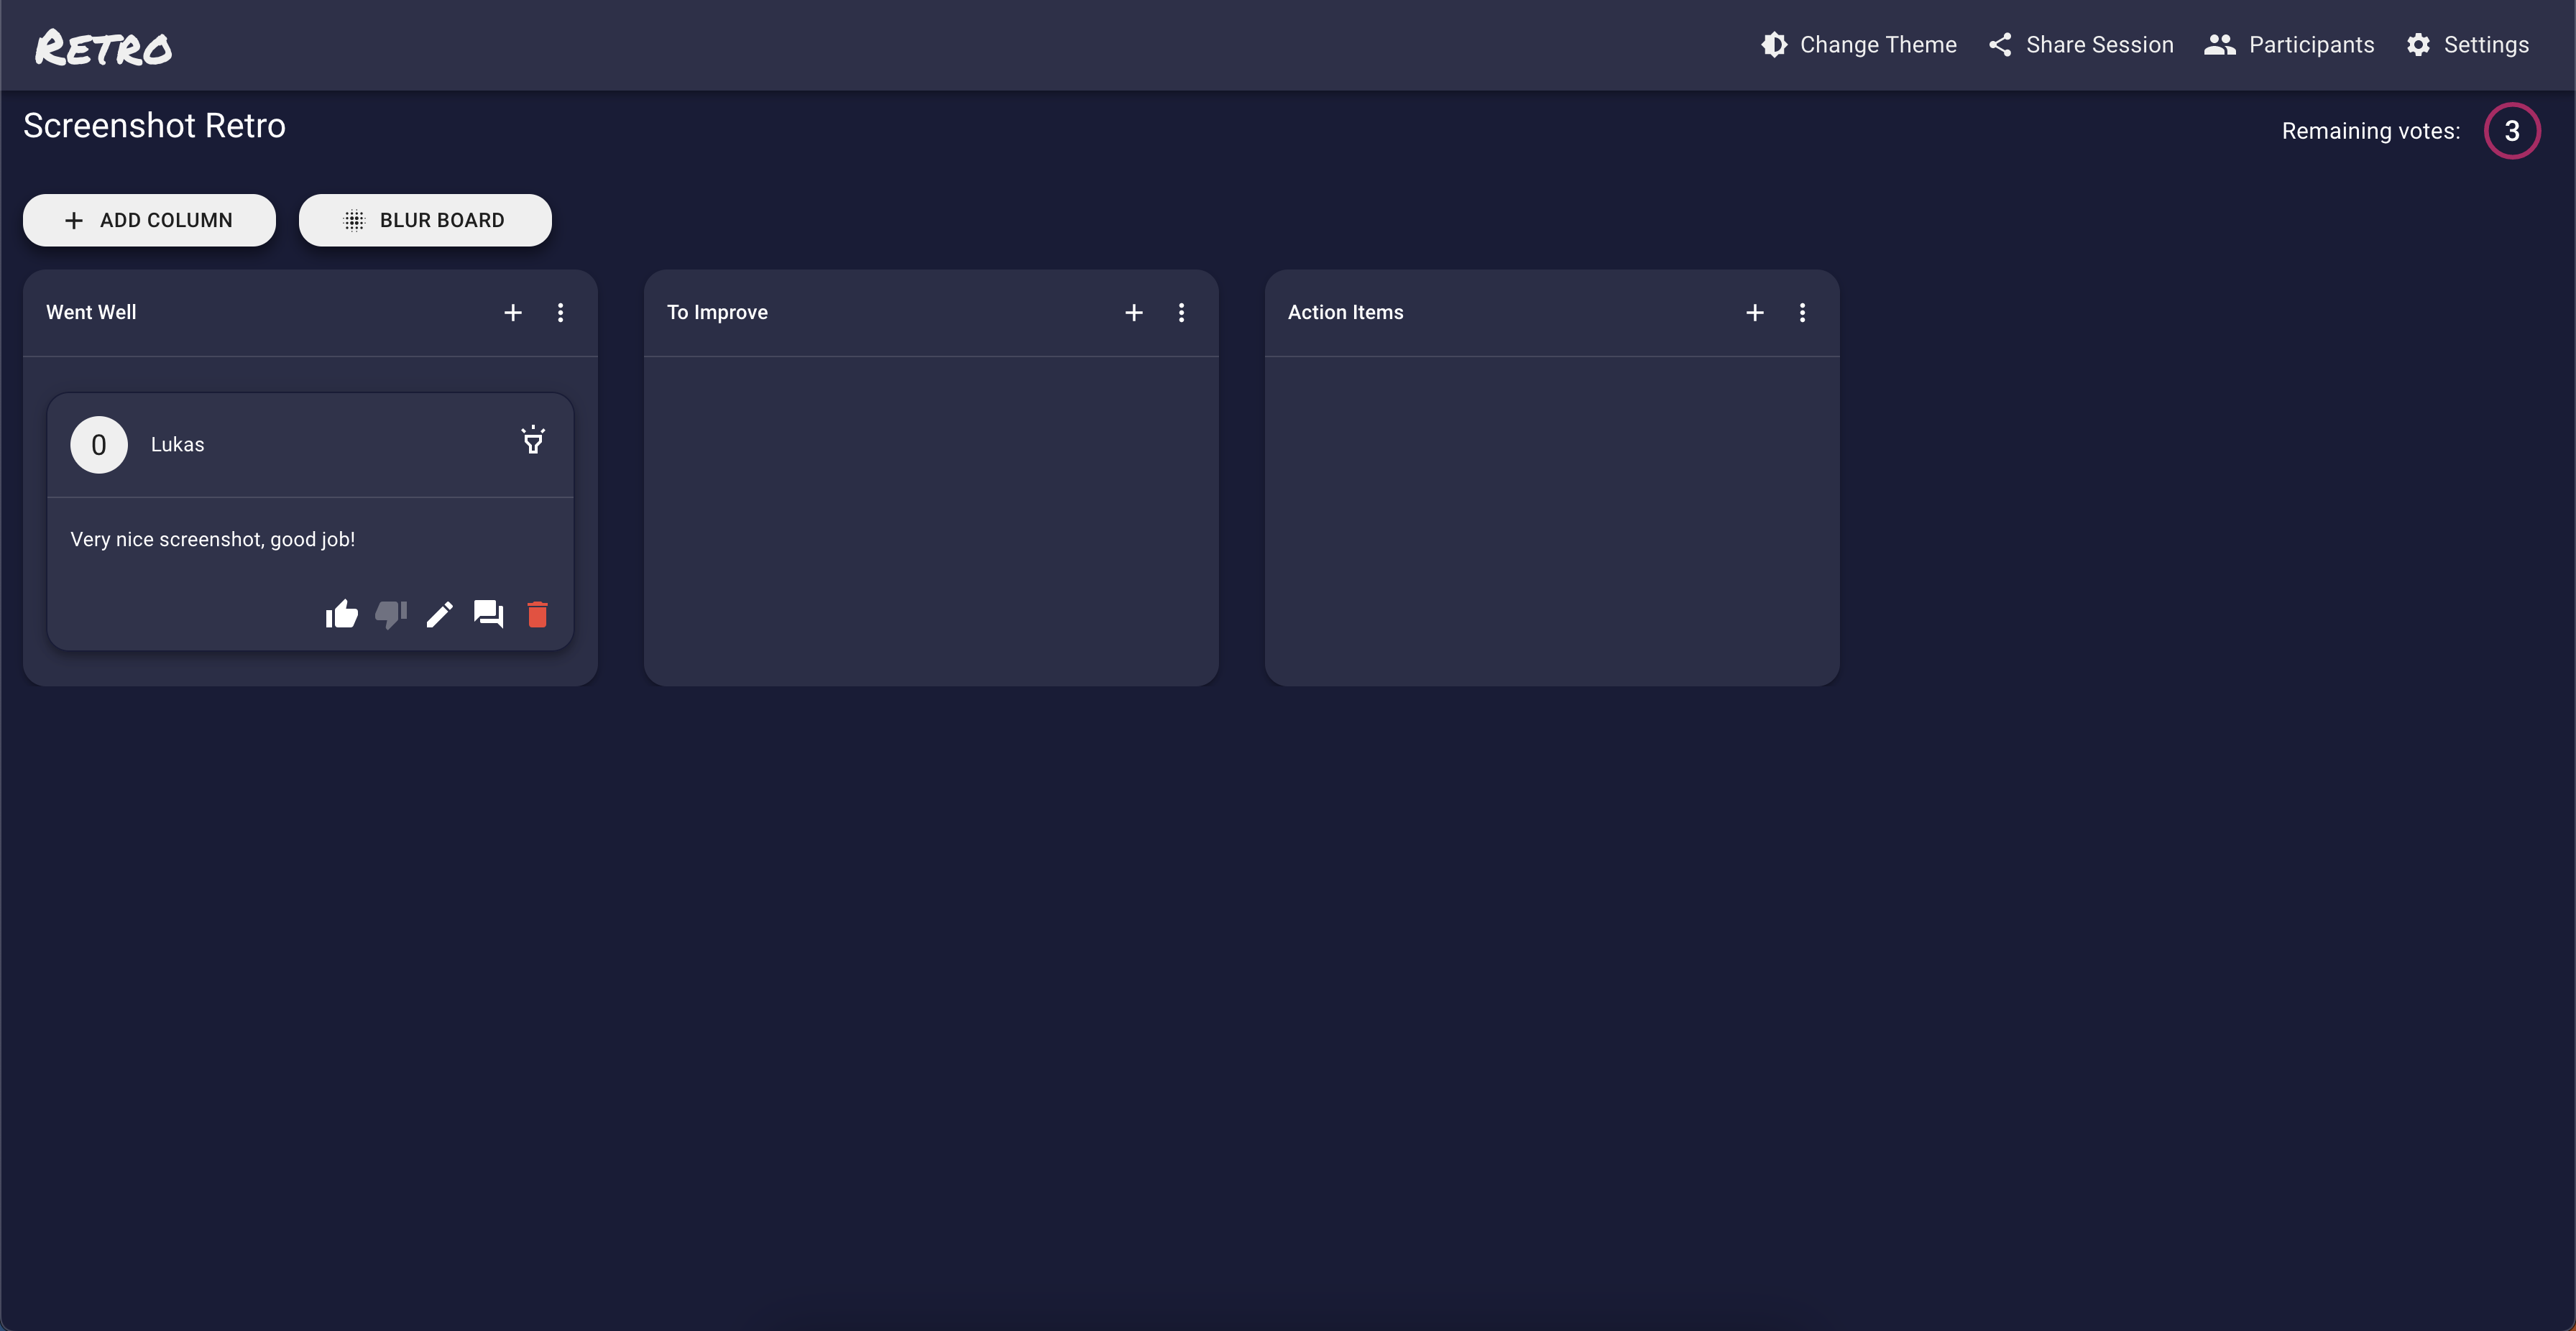 RETRO
Change Theme
Share Session
Participants
Settings
Screenshot Retro
Remaining votes:
3
ADD COLUMN
BLUR BOARD
Went Well
To Improve
Action Items
0
Lukas
Very nice screenshot, good job!